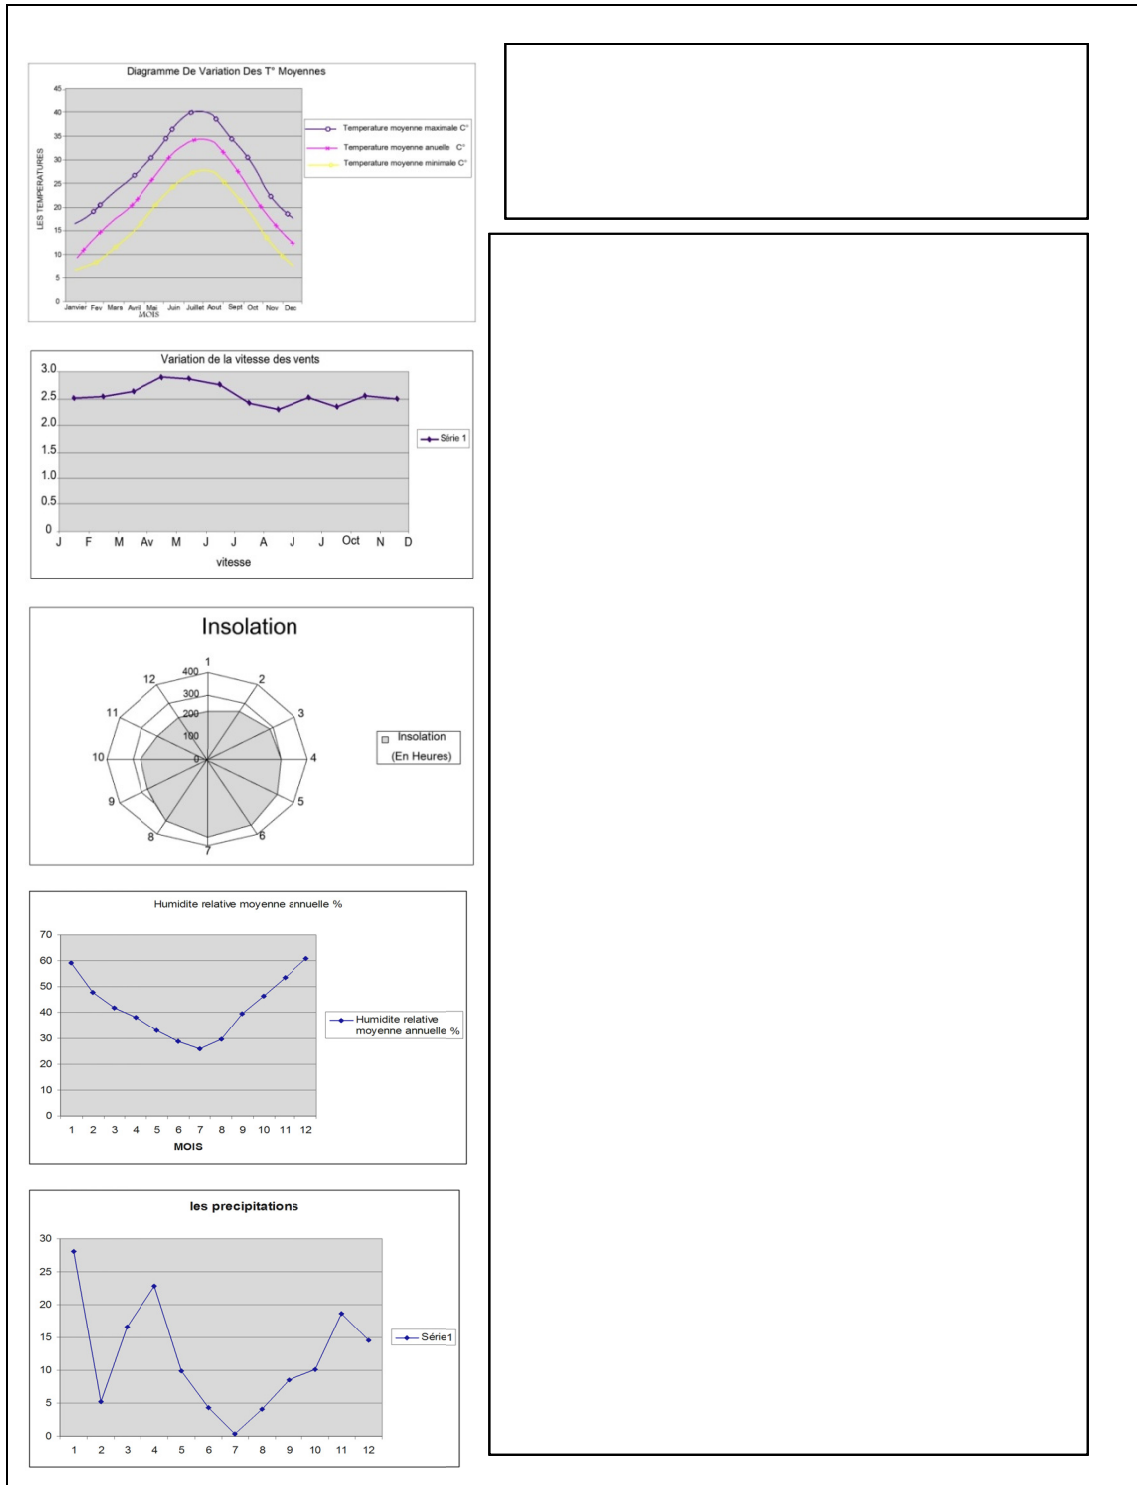 Diagramme De Variation Des T° Moyennes
45
40
35
30
25
20
15
10
5
0
LES TEMPERATURES
Janvier Fev Mars Avril Mai Juin Juillet Aout Sept Oct Nov Dec
MOIS
Temperature moyenne maximale C°
Temperature moyenne anuelle C°
Temperature moyenne minimale C°
Variation de la vitesse des vents
3.0
2.5
2.0
1.5
1.0
0.5
0
J F M Av M J J A J J Oct N D
vitesse
Série 1
Insolation
1
2
3
4
5
6
7
8
9
10
11
12
400
300
200
100
0
Insolation
(En Heures)
Humidite relative moyenne annuelle %
70
60
50
40
30
20
10
0
1 2 3 4 5 6 7 8 9 10 11 12
MOIS
Humidite relative
moyenne annuelle %
les precipitations
30
25
20
15
10
5
0
1 2 3 4 5 6 7 8 9 10 11 12
Série1